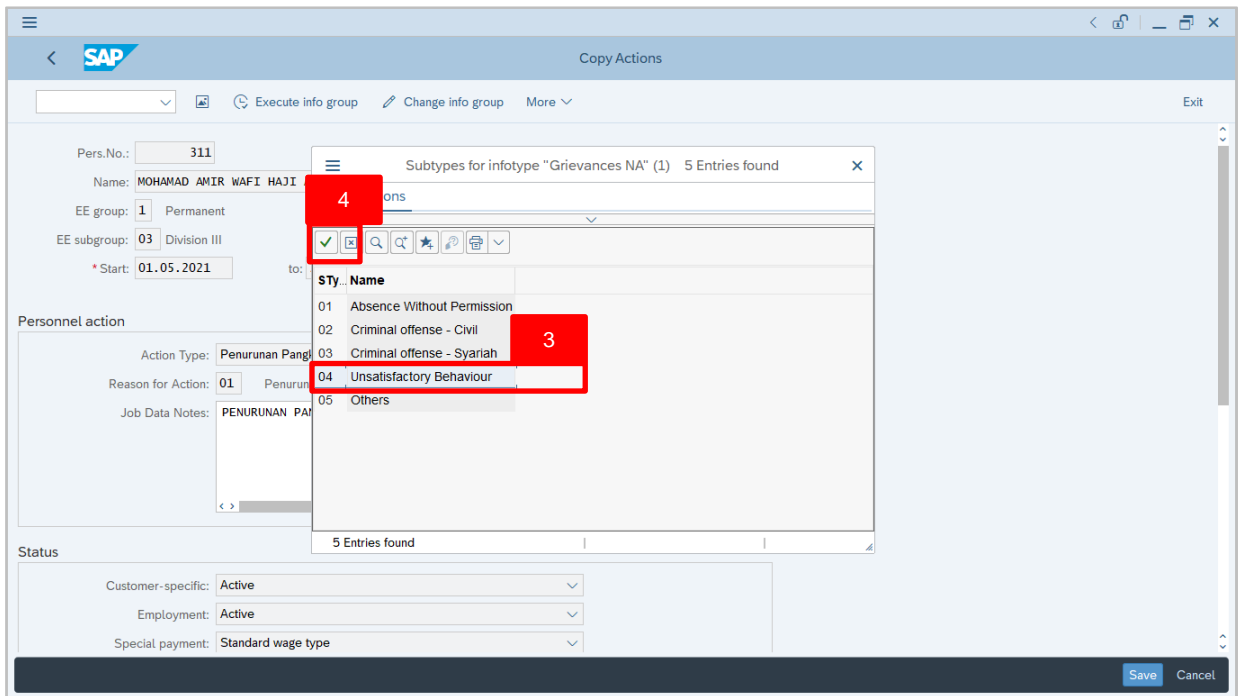 SAP
Copy Actions
Execute info group
Change info group
More
Exit
Pers.No.: 311
Name: MOHAMAD AMIR WAFI HAJI
EE group: 1 Permanent
EE subgroup: 03 Division III
* Start: 01.05.2021 to:
Personnel action
Action Type: Penurunan Pang
Reason for Action: 01 Penurun
Job Data Notes: PENURUNAN PA
Status
Customer-specific: Active
Employment: Active
Special payment: Standard wage type
Subtypes for infotype "Grievances NA" (1) 5 Entries found
4
ons
STy.. Name
01 Absence Without Permission
02 Criminal offense - Civil
03 Criminal offense - Syariah
3
04 Unsatisfactory Behaviour
05 Others
5 Entries found
Save
Cancel